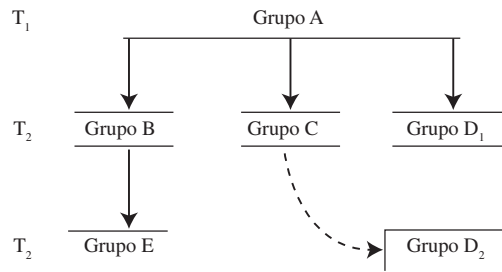 T₁ Grupo A
T₂ Grupo B Grupo C Grupo D₁
T₂ Grupo E Grupo D₂